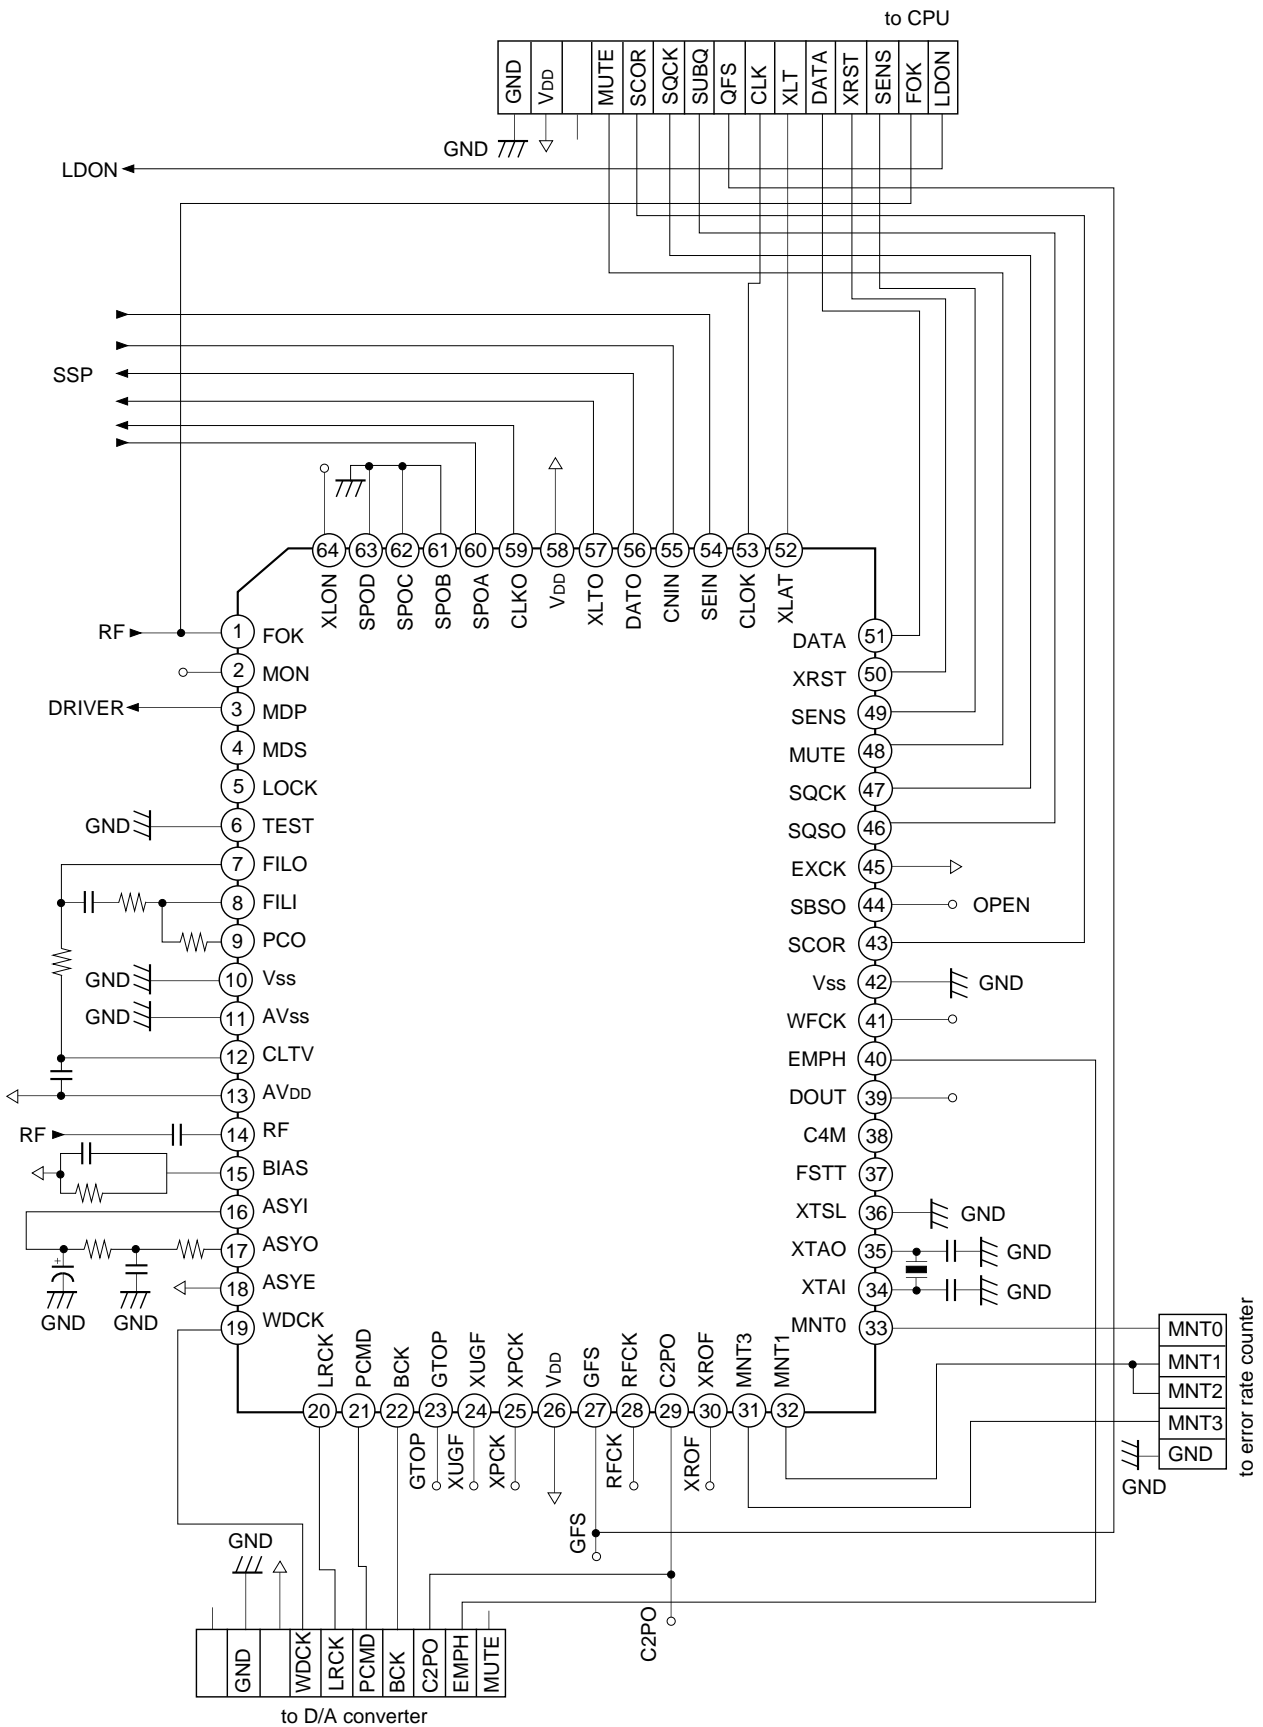 to CPU
GND
VDD
MUTE
SCOR
SQCK
SUBQ
QFS
CLK
XLT
DATA
XRST
SENS
FOK
LDON
GND
LDON
SSP
64
63
62
61
60
59
58
57
56
55
54
53
52
XLON
SPOD
SPOC
SPOB
SPOA
CLKO
VDD
XLTO
DATO
CNIN
SEIN
CLOK
XLAT
RF
1 FOK
2 MON
DRIVER
3 MDP
4 MDS
5 LOCK
GND
6 TEST
7 FILO
8 FILI
9 PCO
GND
10 Vss
GND
11 AVss
12 CLTV
13 AVDD
RF
14 RF
15 BIAS
16 ASYI
17 ASYO
+
18 ASYE
GND
GND
19 WDCK
DATA 51
XRST 50
SENS 49
MUTE 48
SQCK 47
SQSO 46
EXCK 45
SBSO 44 OPEN
SCOR 43
Vss 42 GND
WFCK 41
EMPH 40
DOUT 39
C4M 38
FSTT 37
XTSL 36 GND
XTAO 35 GND
XTAI 34 GND
MNT0 33
LRCK
PCMD
BCK
GTOP
XUGF
XPCK
VDD
GFS
RFCK
C2PO
XROF
MNT3
MNT1
20
21
22
23
24
25
26
27
28
29
30
31
32
GTOP
XUGF
XPCK
RFCK
XROF
GFS
C2PO
MNT0
MNT1
MNT2
MNT3
GND
GND
to error rate counter
GND
GND
WDCK
LRCK
PCMD
BCK
C2PO
EMPH
MUTE
to D/A converter